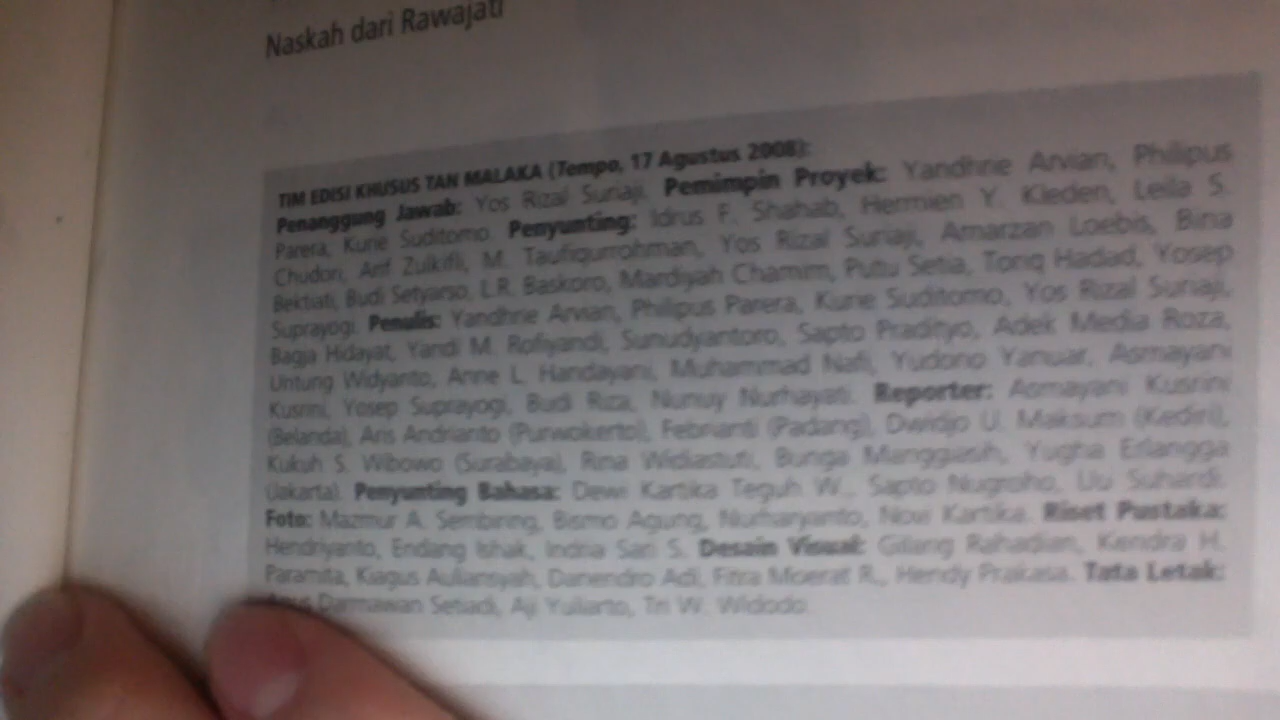 Naskah dari Rawajati
TIM EDISI KHUSUS TAN MALAKA (Tempo, 17 Agustus 2008):
Penanggung Jawab: Yos Rizal Suriaji. Pemimpin Proyek: Yandhrie Arvian, Philipus
Parera, Kurie Suditomo. Penyunting: Idrus F. Shahab, Hermien Y. Kleden, Leila S.
Chudori, Arif Zulkifli, M. Taufiqurrohman, Yos Rizal Suriaji, Amarzan Loebis, Bina
Bektiati, Budi Setyarso, L.R. Baskoro, Mardiyah Chamim, Putu Setia, Toriq Hadad, Yosep
Suprayogi. Penulis: Yandhrie Arvian, Philipus Parera, Kurie Suditomo, Yos Rizal Suriaji,
Bagja Hidayat, Yandi M. Rofiyandi, Sunudyantoro, Sapto Pradityo, Adek Media Roza,
Untung Widyanto, Anne L. Handayani, Muhammad Nafi, Yudono Yanuar, Asmayani
Kusrini, Yosep Suprayogi, Budi Riza, Nunuy Nurhayati. Reporter: Asmayani Kusrini
(Belanda), Aris Andrianto (Purwokerto), Febrianti (Padang), Dwidjo U. Maksum (Kediri),
Kukuh S. Wibowo (Surabaya), Rina Widiastuti, Bunga Manggiasih, Yugha Erlangga
(Jakarta). Penyunting Bahasa: Dewi Kartika Teguh W., Sapto Nugroho, Uu Suhardi.
Foto: Mazmur A. Sembiring, Bismo Agung, Nurharyanto, Novi Kartika. Riset Pustaka:
Hendriyanto, Endang Ishak, Indria Sari S. Desain Visual: Gilang Rahadian, Kendra H.
Paramita, Kiagus Auliansyah, Danendro Adi, Fitra Moerat R., Hendy Prakasa. Tata Letak:
Darmawan Setiadi, Aji Yuliarto, Tri W. Widodo.